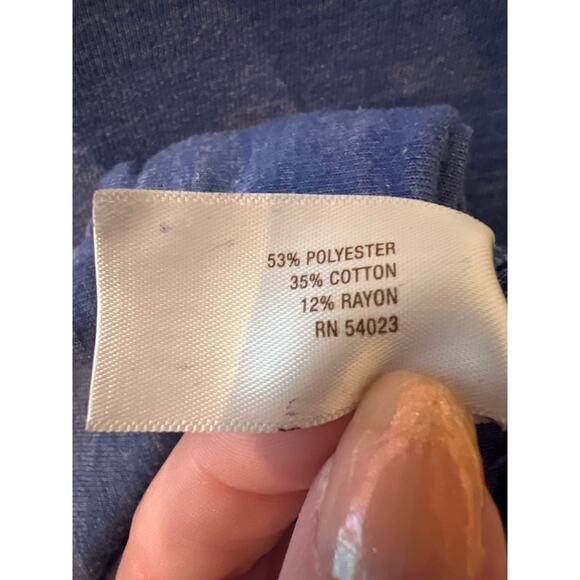 53% POLYESTER
35% COTTON
12% RAYON
RN 54023